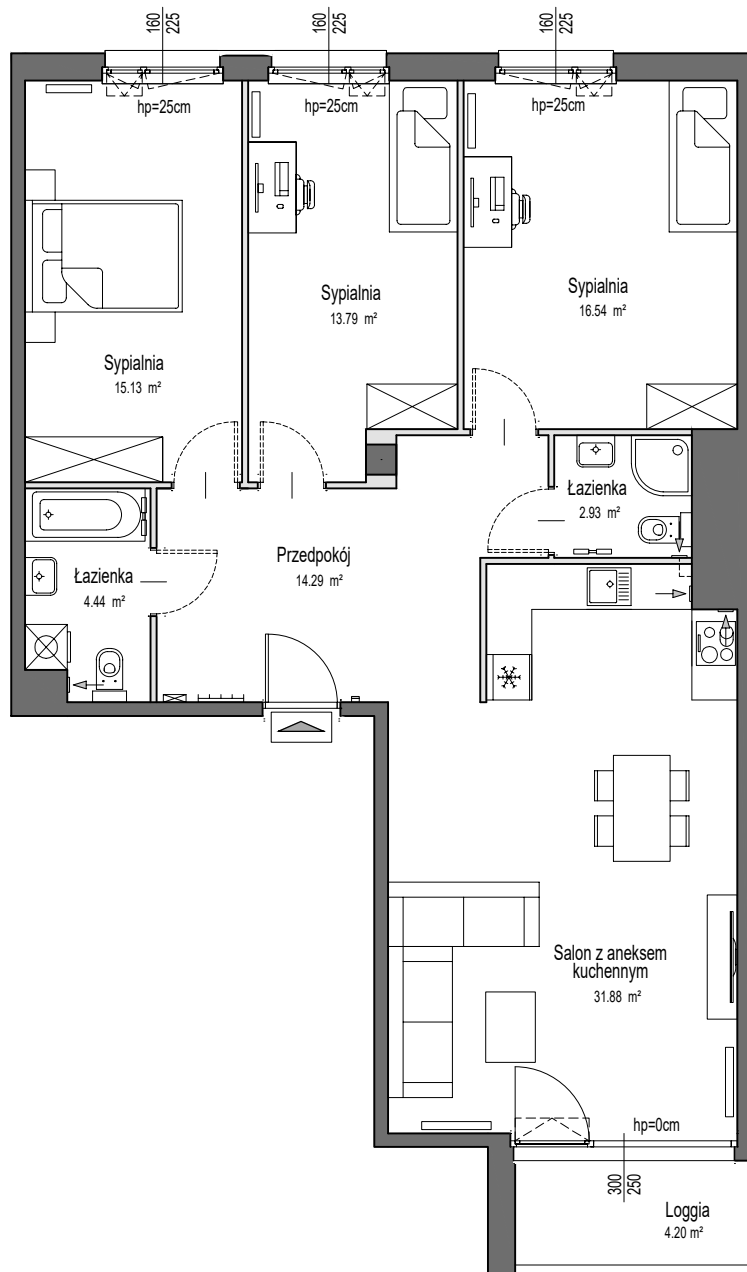 160
225
160
225
160
225
hp=25cm
hp=25cm
hp=25cm
Sypialnia
13.79 m²
Sypialnia
16.54 m²
Sypialnia
15.13 m²
Łazienka
2.93 m²
Przedpokój
14.29 m²
Łazienka
4.44 m²
Salon z aneksem
kuchennym
31.88 m²
hp=0cm
300
250
Loggia
4.20 m²